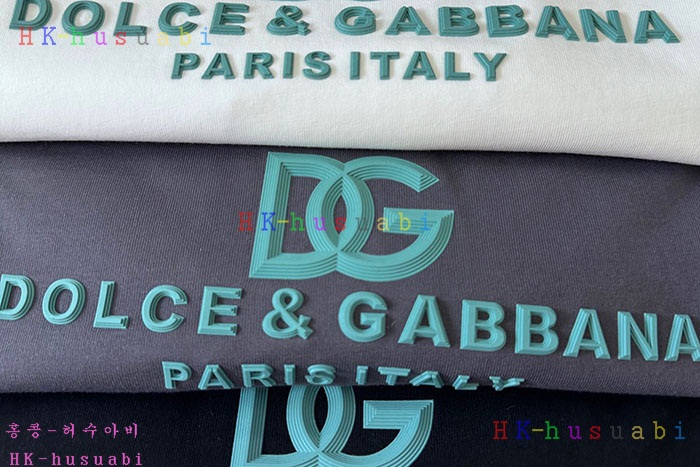 DOLCE & GABBANA
HK-husuabi
PARIS ITALY
DG
HK-husuabi
DOLCE & GABBANA
PARIS ITALY
DG
홍콩-허수아비
HK-husuabi
HK-husuabi